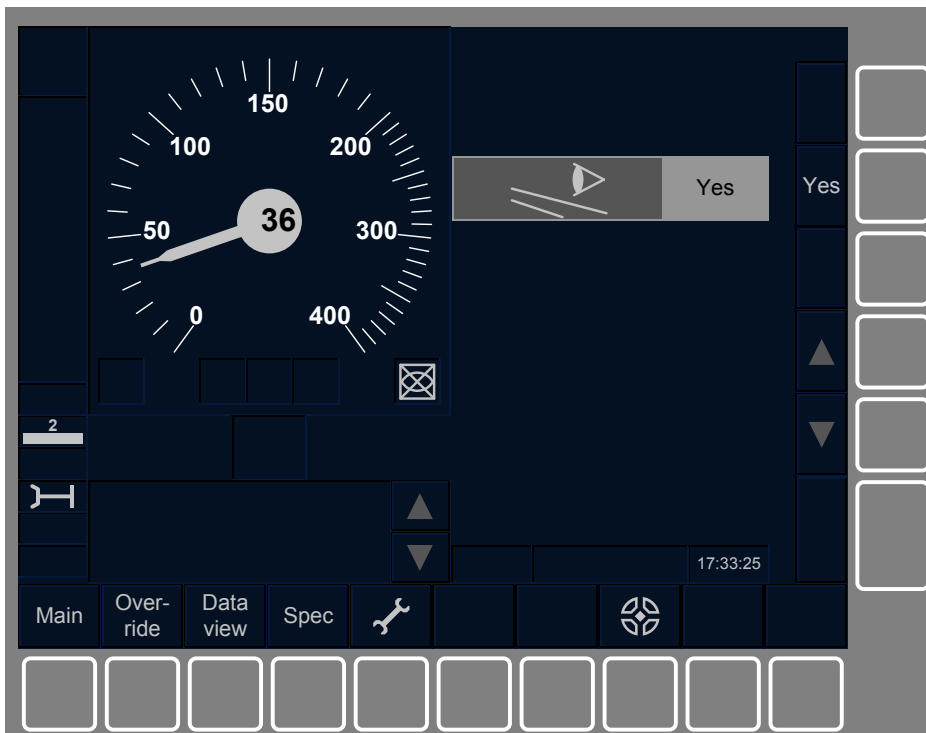 150
100
200
50
36
300
0
400
Yes
Yes
2
17:33:25
Main
Over-
ride
Data
view
Spec